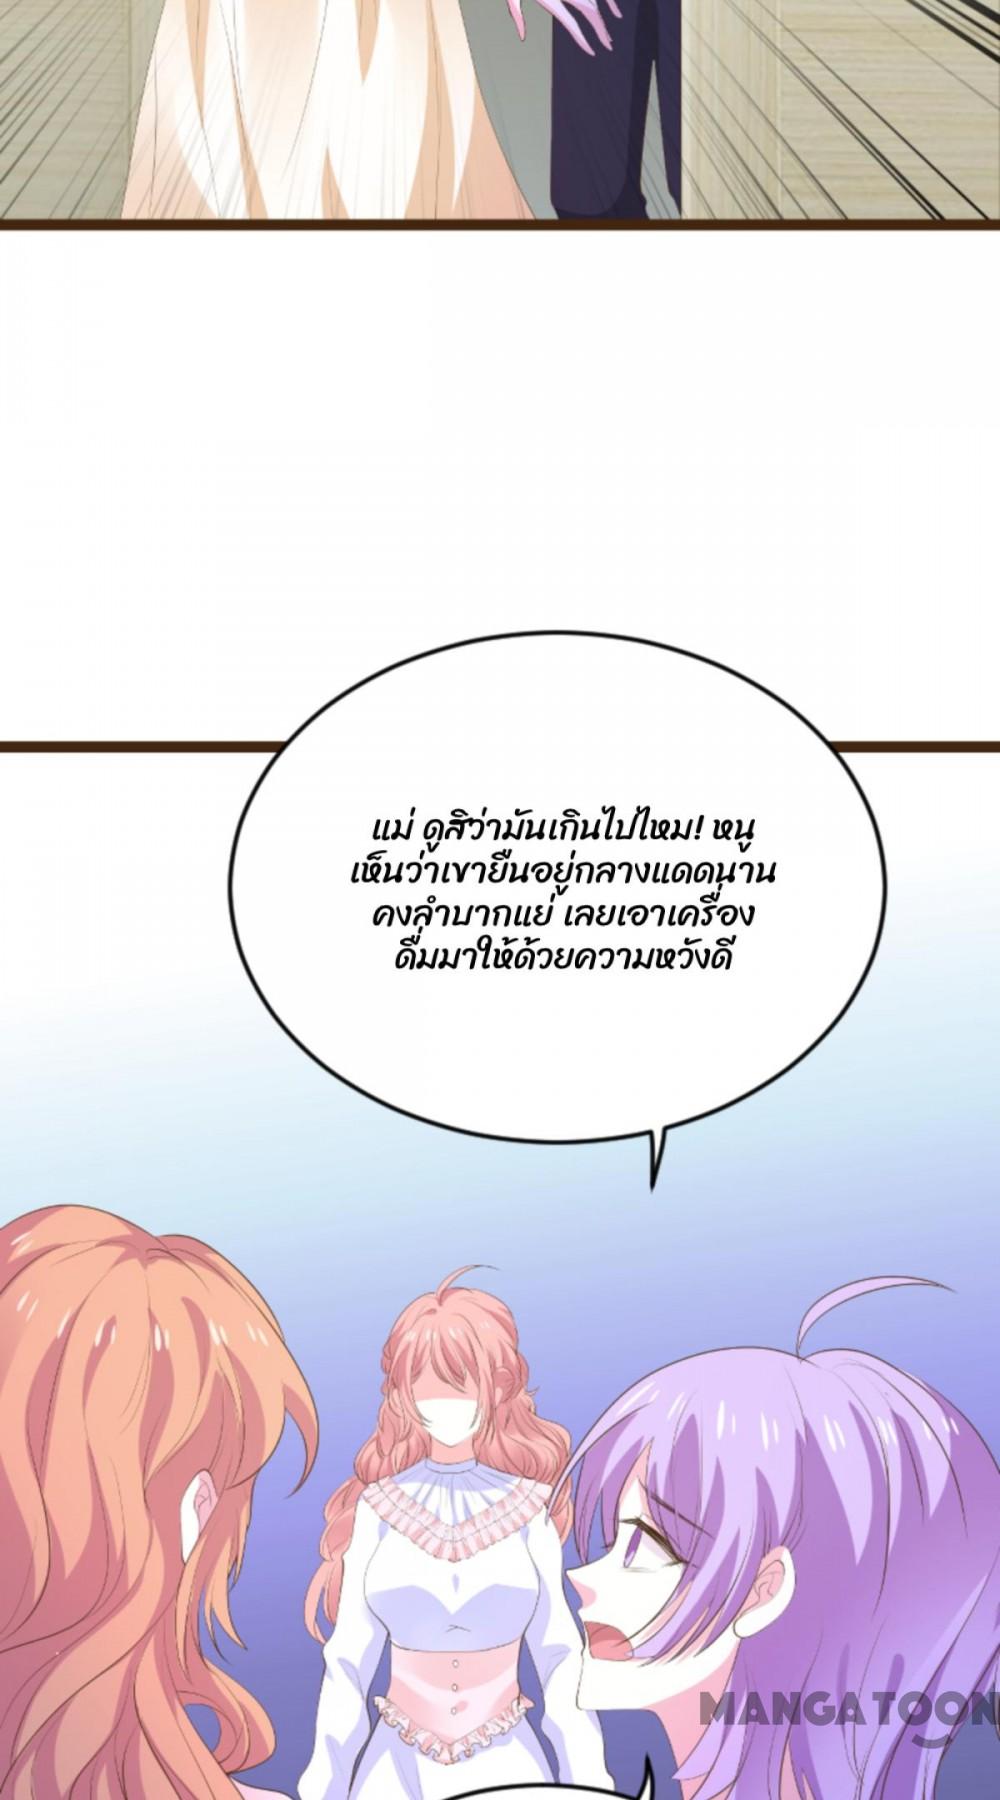 แม่ ดูสิว่ามันเกินไปไหม! หนู
เห็นว่าเขายืนอยู่กลางแดดนาน
คงลำบากแย่ เลยเอาเครื่อง
ดื่มมาให้ด้วยความหวังดี
MANGATOON